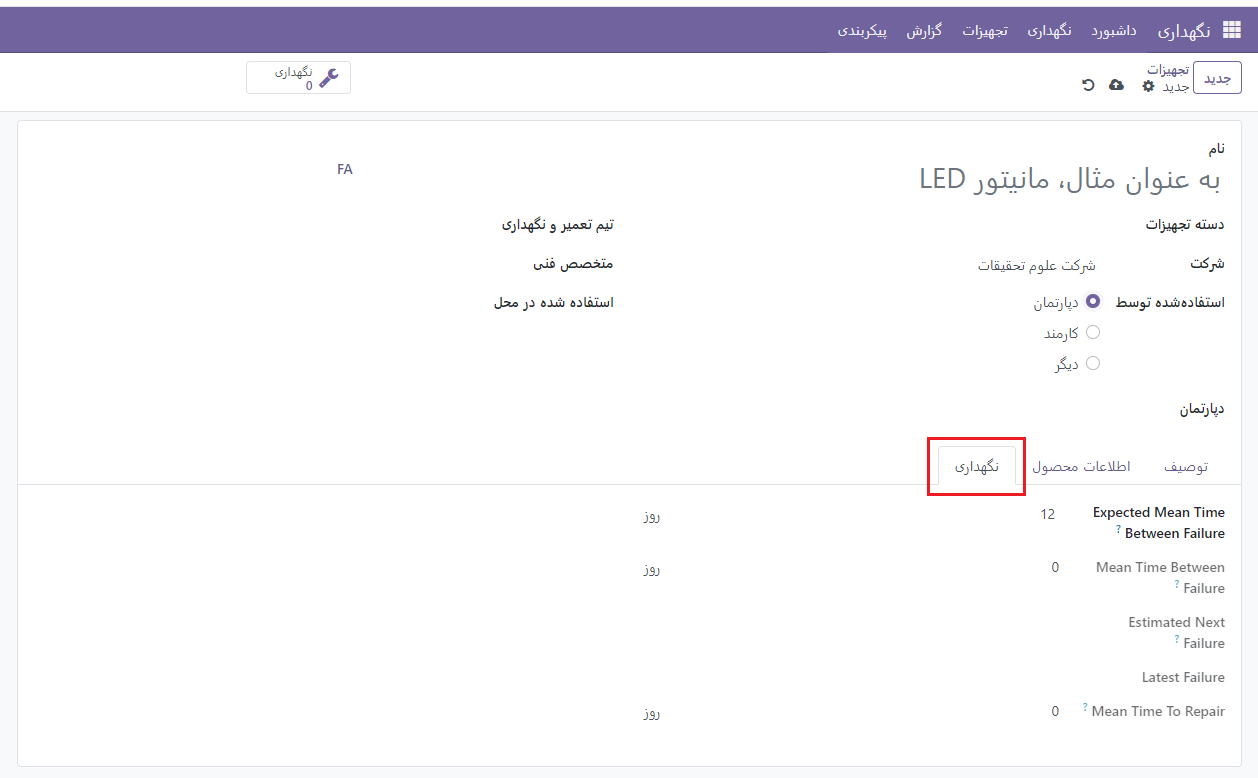 نگهداری داشبورد نگهداری تجهیزات گزارش پیکربندی
جدید
تجهیزات
جدید
نگهداری
0
نام
به عنوان مثال، مانیتور LED
FA
دسته تجهیزات
تیم تعمیر و نگهداری
شرکت شرکت علوم تحقیقات
متخصص فنی
استفاده‌شده توسط دپارتمان
استفاده شده در محل
کارمند
دیگر
دپارتمان
توصیف اطلاعات محصول نگهداری
Expected Mean Time
Between Failure ?
12 روز
Mean Time Between
Failure ?
0 روز
Estimated Next
Failure ?
Latest Failure
Mean Time To Repair ?
0 روز